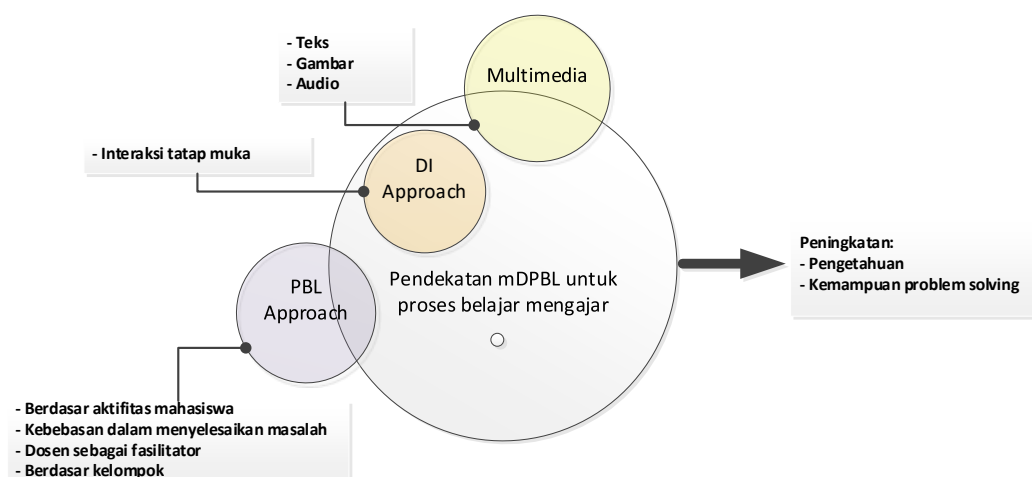 - Teks
- Gambar
- Audio
Multimedia
- Interaksi tatap muka
DI
Approach
PBL
Approach
Pendekatan mDPBL untuk
proses belajar mengajar
Peningkatan:
- Pengetahuan
- Kemampuan problem solving
- Berdasar aktifitas mahasiswa
- Kebebasan dalam menyelesaikan masalah
- Dosen sebagai fasilitator
- Berdasar kelompok